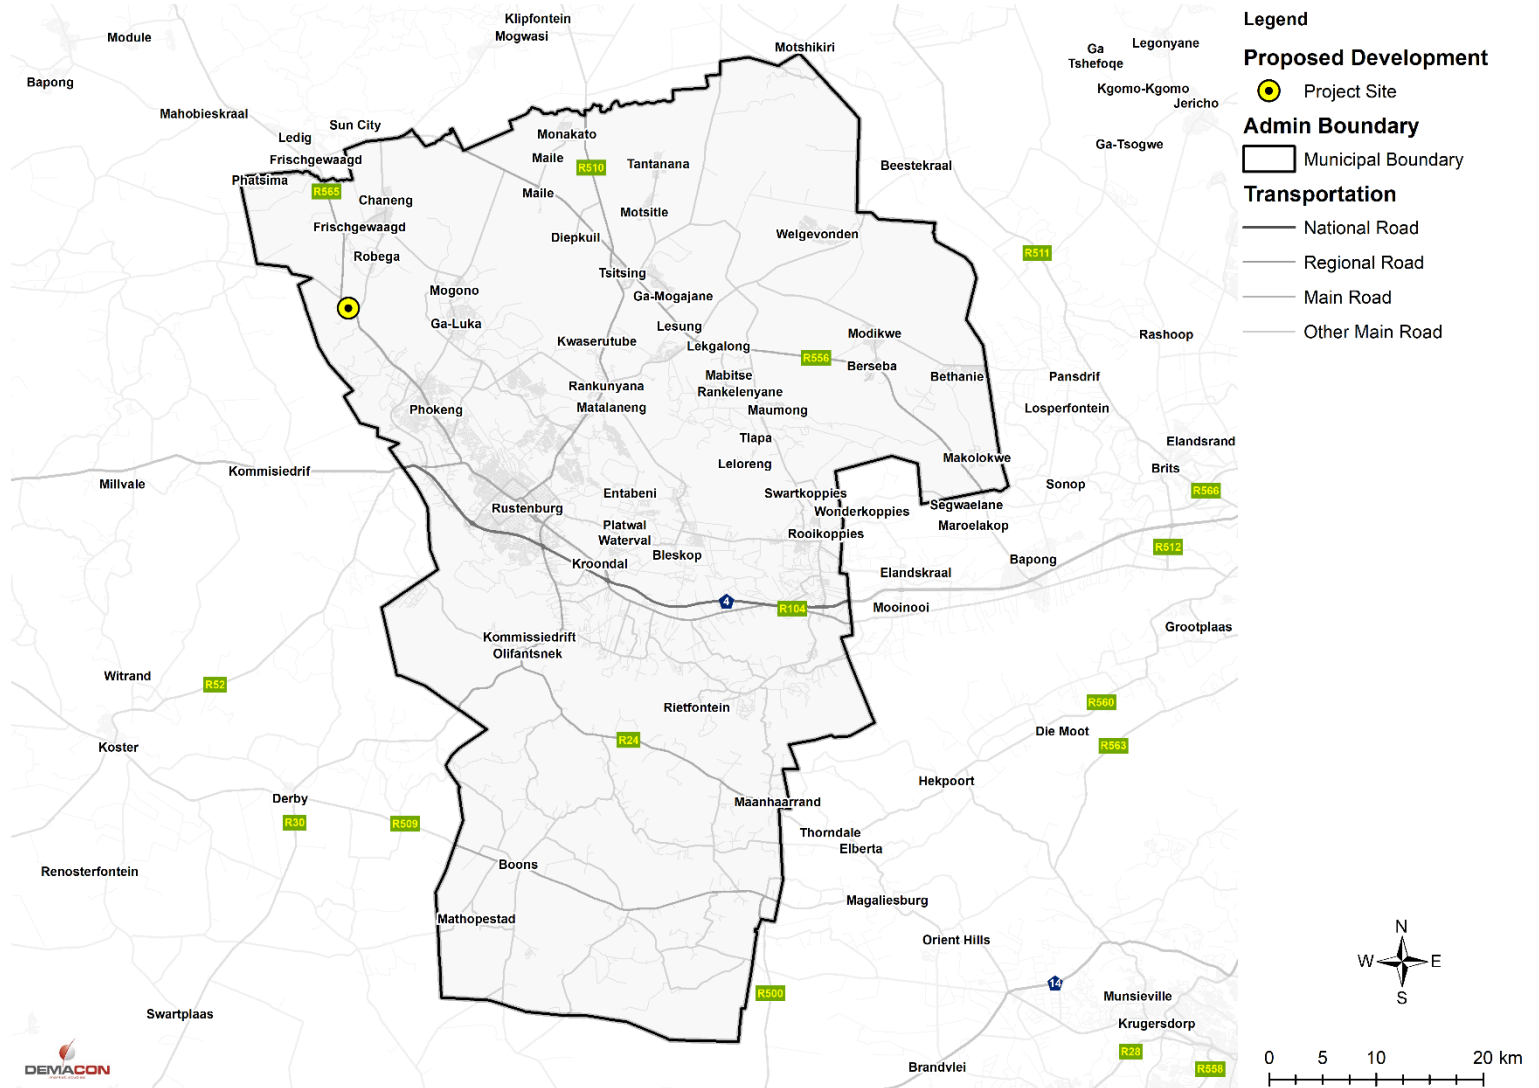 Klipfontein
Mogwasi
Module
Motshikiri
Bapong
Ga
Tshefoqe
Legonyane
Kgomo-Kgomo
Jericho
Mahobieskraal
Sun City
Ledig
Monakato
Ga-Tsogwe
Frischgewaagd
Maile
R510
Tantanana
Beestekraal
Phatsima
R565
Chaneng
Maile
Motsitle
Frischgewaagd
Diepkuil
Welgevonden
Robega
R511
Tsitsing
Mogono
Ga-Mogajane
Ga-Luka
Lesung
Modikwe
Rashoop
Kwaserutube
Lekgalong
R556
Berseba
Mabitse
Bethanie
Pansdrif
Rankunyana
Rankelenyane
Phokeng
Matalaneng
Maumong
Losperfontein
Tlapa
Elandsrand
Leloreng
Makolokwe
Kommisiedrif
Brits
Millvale
Sonop
R566
Entabeni
Swartkoppies
Rustenburg
Wonderkoppies
Segwaelane
Platwal
Maroelakop
Waterval
Rooikoppies
R512
Bleskop
Bapong
Kroondal
Elandskraal
4
R104
Mooinooi
Kommissiedrift
Grootplaas
Olifantsnek
Witrand
R52
Rietfontein
R560
Die Moot
R24
R563
Koster
Hekpoort
Derby
Maanhaarrand
R30
R509
Thorndale
Elberta
Boons
Renosterfontein
Magaliesburg
Mathopestad
Orient Hills
14
R500
Munsieville
Swartplaas
Krugersdorp
R28
R558
Brandvlei
DEMACON
market studies
Legend
Proposed Development
Project Site
Admin Boundary
Municipal Boundary
Transportation
National Road
Regional Road
Main Road
Other Main Road
N
W E
S
0 5 10 20 km